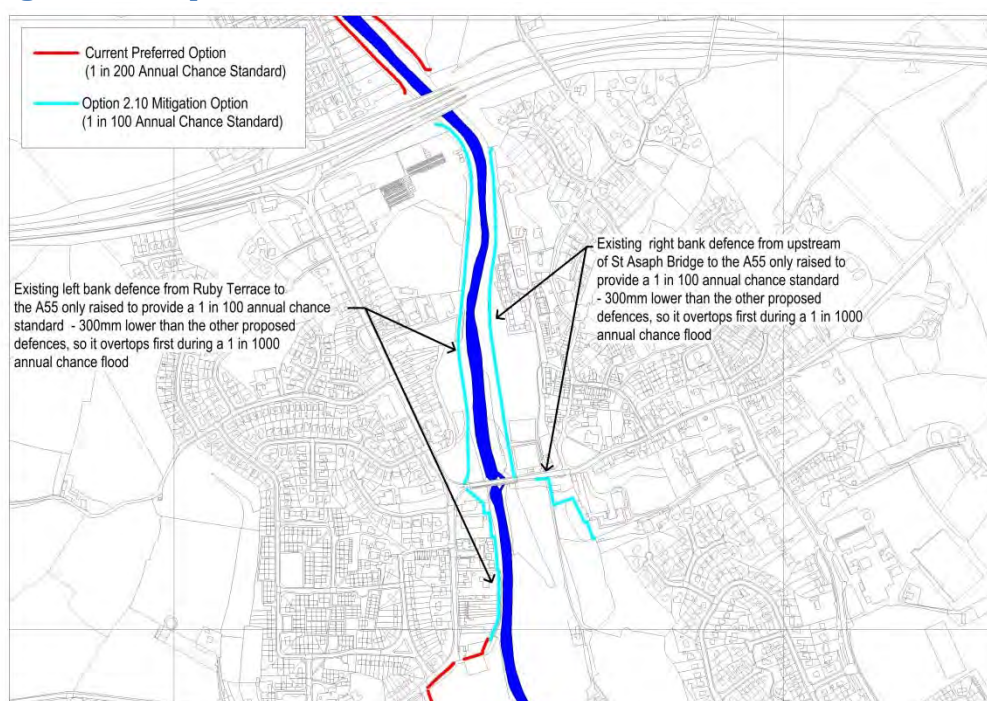 Current Preferred Option
(1 in 200 Annual Chance Standard)
Option 2.10 Mitigation Option
(1 in 100 Annual Chance Standard)
Existing right bank defence from upstream
of St Asaph Bridge to the A55 only raised to
provide a 1 in 100 annual chance standard
- 300mm lower than the other proposed
defences, so it overtops first during a 1 in 1000
annual chance flood
Existing left bank defence from Ruby Terrace to
the A55 only raised to provide a 1 in 100 annual chance
standard - 300mm lower than the other proposed
defences, so it overtops first during a 1 in 1000
annual chance flood